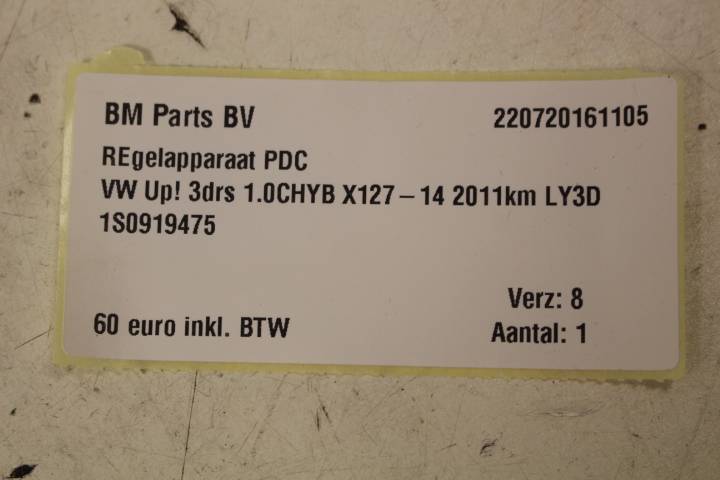 BM Parts BV 220720161105
REgelapparaat PDC
VW Up! 3drs 1.0CHYB X127-14 2011km LY3D
1S0919475
Verz: 8
60 euro inkl. BTW Aantal: 1